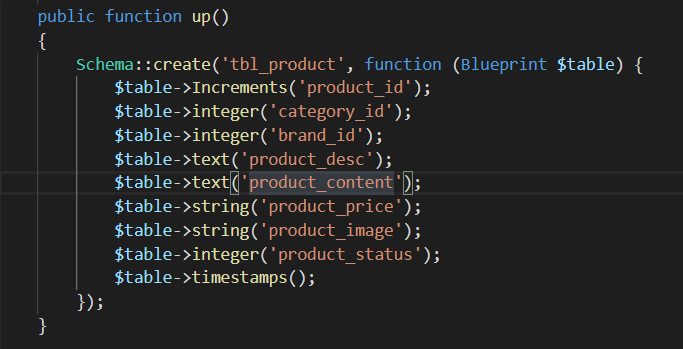 public function up()
{
Schema::create('tbl_product', function (Blueprint $table) {
$table->Increments('product_id');
$table->integer('category_id');
$table->integer('brand_id');
$table->text('product_desc');
$table->text('product_content');
$table->string('product_price');
$table->string('product_image');
$table->integer('product_status');
$table->timestamps();
});
}